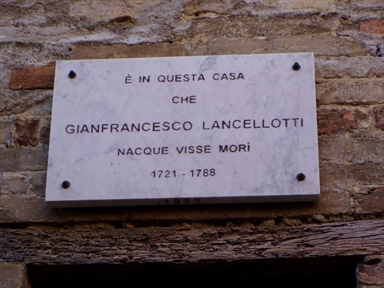 È IN QUESTA CASA
CHE
GIANFRANCESCO LANCELLOTTI
NACQUE VISSE MORÌ
1721 - 1788